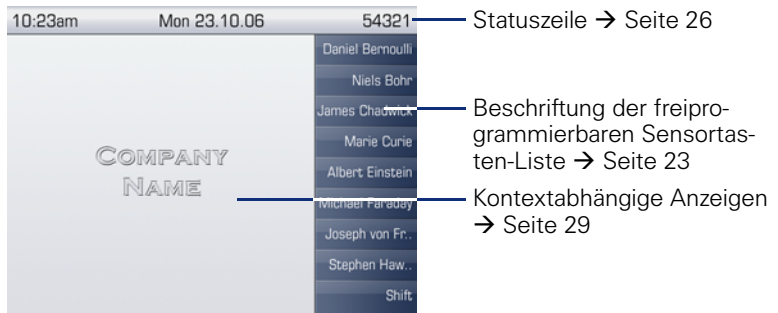 10:23am Mon 23.10.06 54321
Daniel Bernoulli
Niels Bohr
James Chadwick
Marie Curie
Albert Einstein
Michael Faraday
Joseph von Fr..
Stephen Haw..
Shift
COMPANY
NAME
Statuszeile → Seite 26
Beschriftung der freipro-
grammierbaren Sensortas-
ten-Liste → Seite 23
Kontextabhängige Anzeigen
→ Seite 29